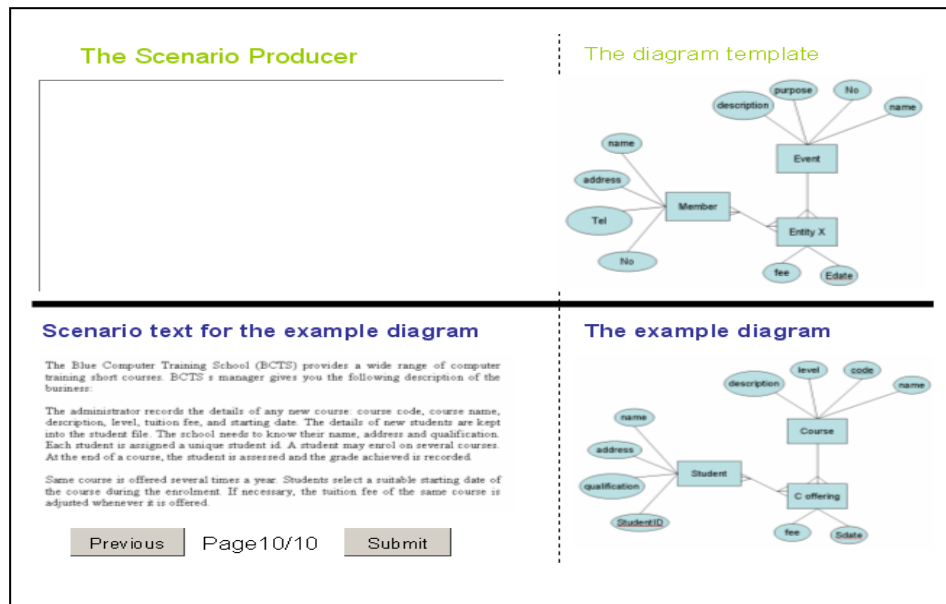 The Scenario Producer
The diagram template
purpose
No
description
name
name
Event
address
Member
Tel
Entity X
No
fee
Edate
Scenario text for the example diagram
The example diagram
The Blue Computer Training School (BCTS) provides a wide range of computer
training short courses. BCTS s manager gives you the following description of the
business:
The administrator records the details of any new course: course code, course name,
description, level, tuition fee, and starting date. The details of new students are kept
into the student file. The school needs to know their name, address and qualification.
Each student is assigned a unique student id. A student may enrol on several courses.
At the end of a course, the student is assessed and the grade achieved is recorded.
Same course is offered several times a year. Students select a suitable starting date of
the course during the enrolment. If necessary, the tuition fee of the same course is
adjusted whenever it is offered.
level
code
description
name
name
Course
address
Student
qualification
C offering
StudentID
fee
Sdate
Previous
Page10/10
Submit